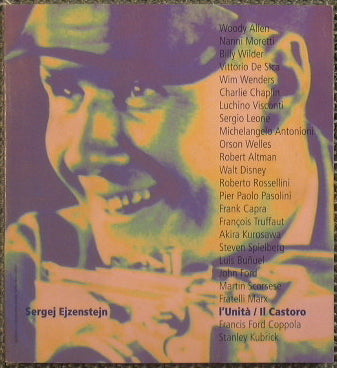 Woody Allen
Nanni Moretti
Billy Wilder
Vittorio De Sica
Wim Wenders
Charlie Chaplin
Luchino Visconti
Sergio Leone
Michelangelo Antonioni
Orson Welles
Robert Altman
Walt Disney
Roberto Rossellini
Pier Paolo Pasolini
Frank Capra
François Truffaut
Akira Kurosawa
Steven Spielberg
Luis Buñuel
John Ford
Martin Scorsese
Fratelli Marx
Sergej Ejzenstejn l'Unità / Il Castoro
Francis Ford Coppola
Stanley Kubrick